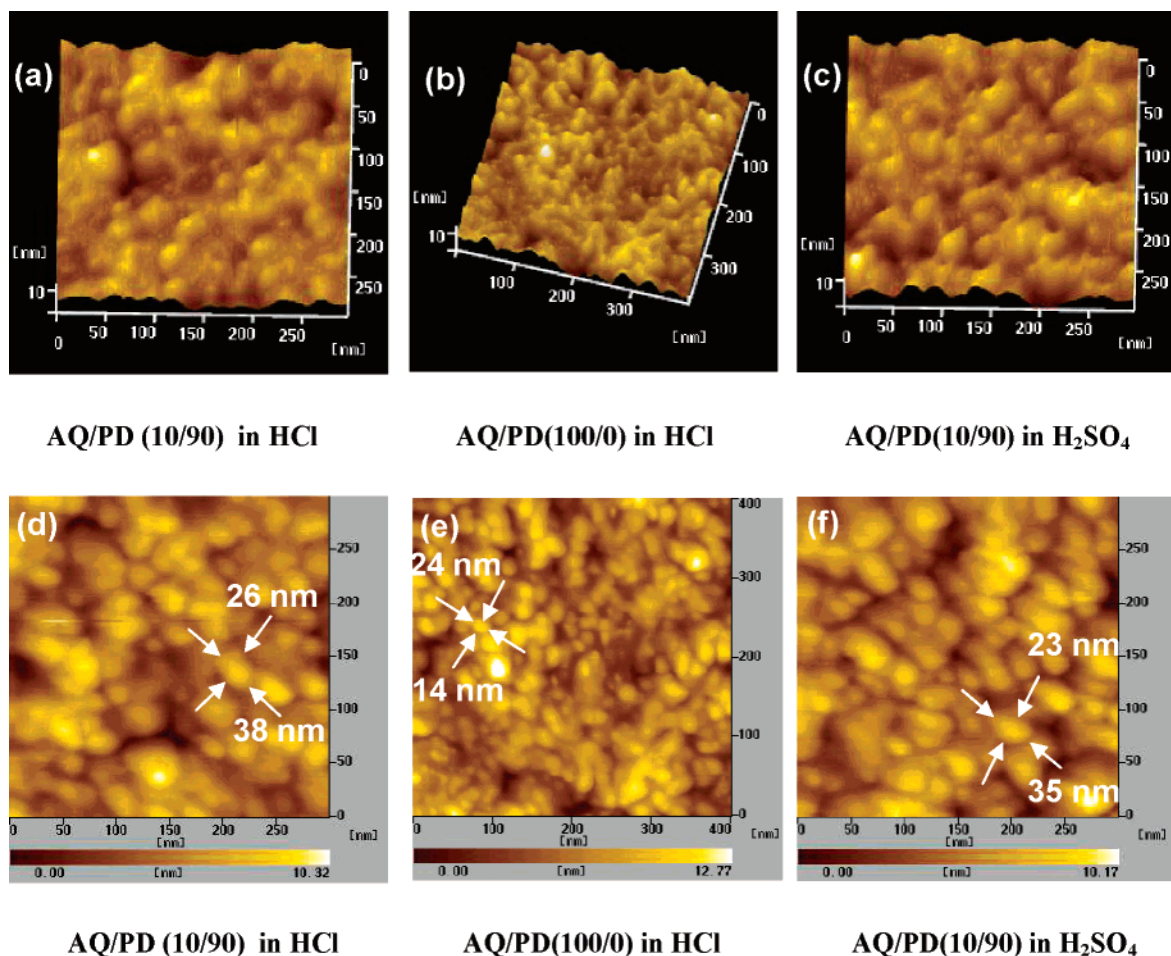 (a)
0
50
100
150
200
250
[nm]
10
0
50
100
150
200
250
[nm]
(b)
0
100
200
300
[nm]
10
100
200
300
[nm]
(c)
0
50
100
150
200
250
[nm]
10
0
50
100
150
200
250
[nm]
AQ/PD (10/90) in HCl
AQ/PD(100/0) in HCl
AQ/PD(10/90) in H₂SO₄
(d)
26 nm
38 nm
250
200
150
100
50
0
0
50
100
150
200
250
[nm]
[nm]
0.00
[nm]
10.32
(e)
24 nm
14 nm
400
300
200
100
0
0
100
200
300
400
[nm]
[nm]
0.00
[nm]
12.77
(f)
23 nm
35 nm
250
200
150
100
50
0
0
50
100
150
200
250
[nm]
[nm]
0.00
[nm]
10.17
AQ/PD (10/90) in HCl
AQ/PD(100/0) in HCl
AQ/PD(10/90) in H₂SO₄